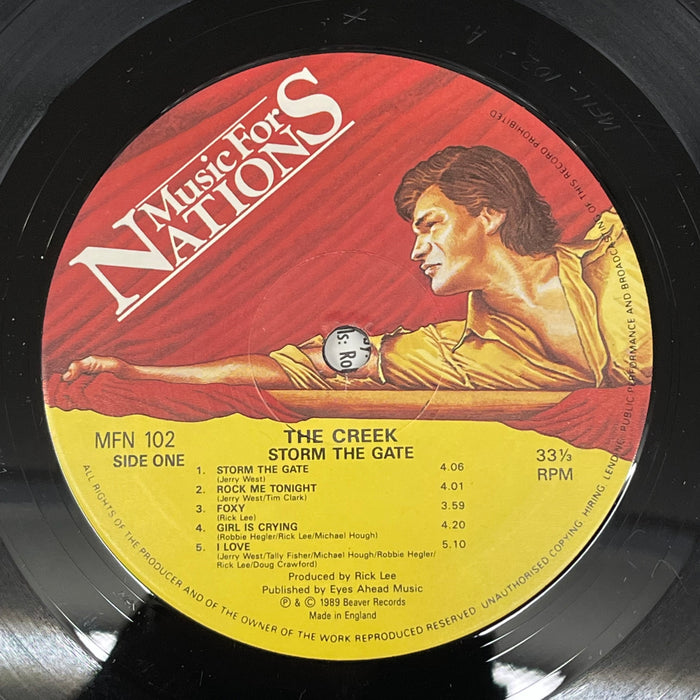 Music For
NATIONS
MFN 102
SIDE ONE
THE CREEK
STORM THE GATE
33⅓
RPM
1. STORM THE GATE 4.06
(Jerry West)
2. ROCK ME TONIGHT 4.01
(Jerry West/Tim Clark)
3. FOXY 3.59
(Rick Lee)
4. GIRL IS CRYING 4.20
(Robbie Hegler/Rick Lee/Michael Hough)
5. I LOVE 5.10
(Jerry West/Tally Fisher/Michael Hough/Robbie Hegler/
Rick Lee/Doug Crawford)
Produced by Rick Lee
Published by Eyes Ahead Music
℗ & © 1989 Beaver Records
Made in England
ALL RIGHTS OF THE PRODUCER AND OF THE OWNER OF THE WORK REPRODUCED RESERVED. UNAUTHORISED COPYING, HIRING, LENDING, PUBLIC PERFORMANCE AND BROADCASTING OF THIS RECORD PROHIBITED
MFN-102-A
ls: Ro